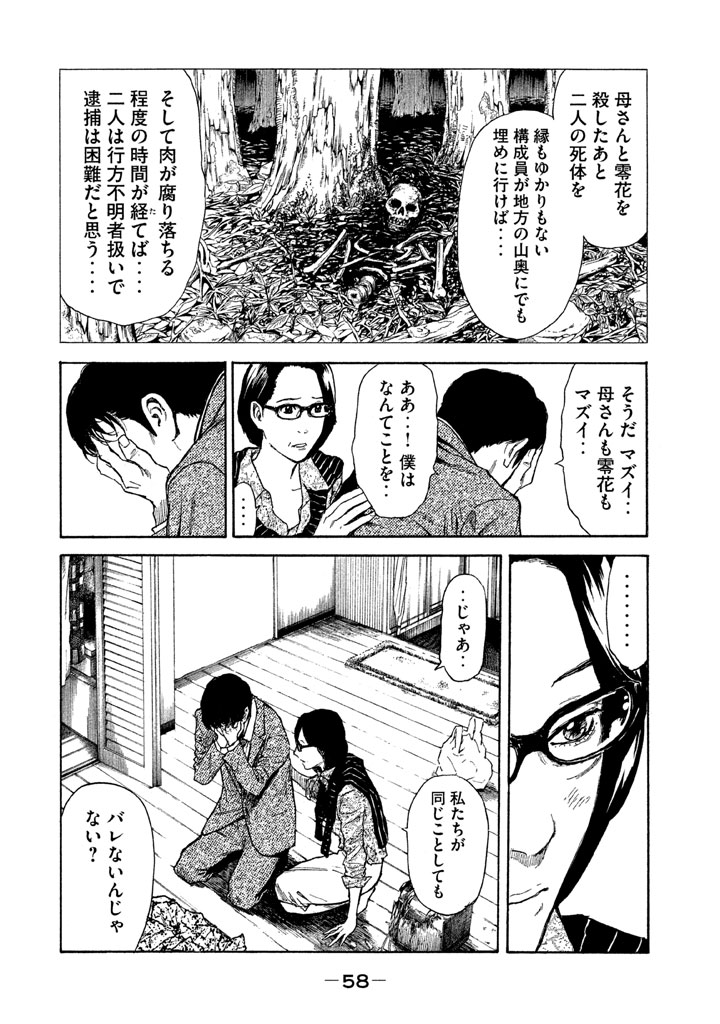 母さんと零花を
殺したあと
二人の死体を
縁もゆかりもない
構成員が地方の山奥にでも
埋めに行けば‥‥
そして肉が腐り落ちる
程度の時間が経てば‥‥
二人は行方不明者扱いで
逮捕は困難だと思う‥‥
そうだ マズイ‥
母さんも零花も
マズイ‥
ああ‥！僕は
なんてことを‥
‥‥
‥‥‥‥
‥じゃあ‥
私たちが
同じことしても
バレないんじゃ
ない？
－58－